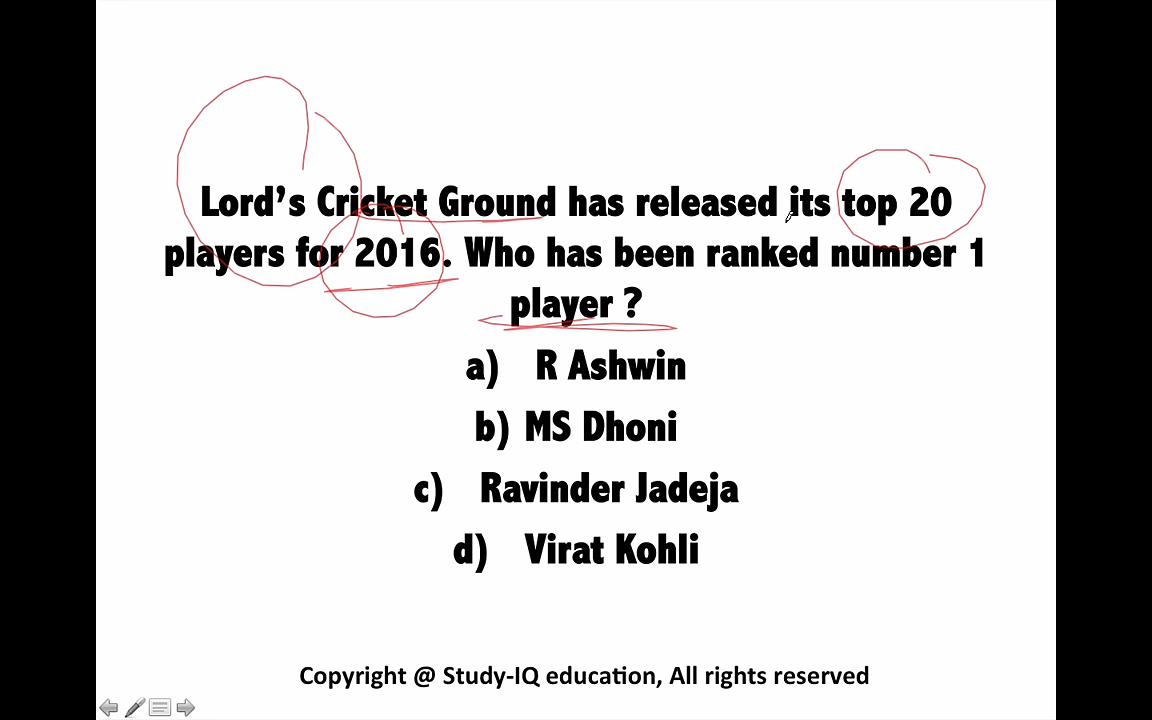 Lord’s Cricket Ground has released its top 20
players for 2016. Who has been ranked number 1
player ?
a) R Ashwin
b) MS Dhoni
c) Ravinder Jadeja
d) Virat Kohli
Copyright @ Study-IQ education, All rights reserved